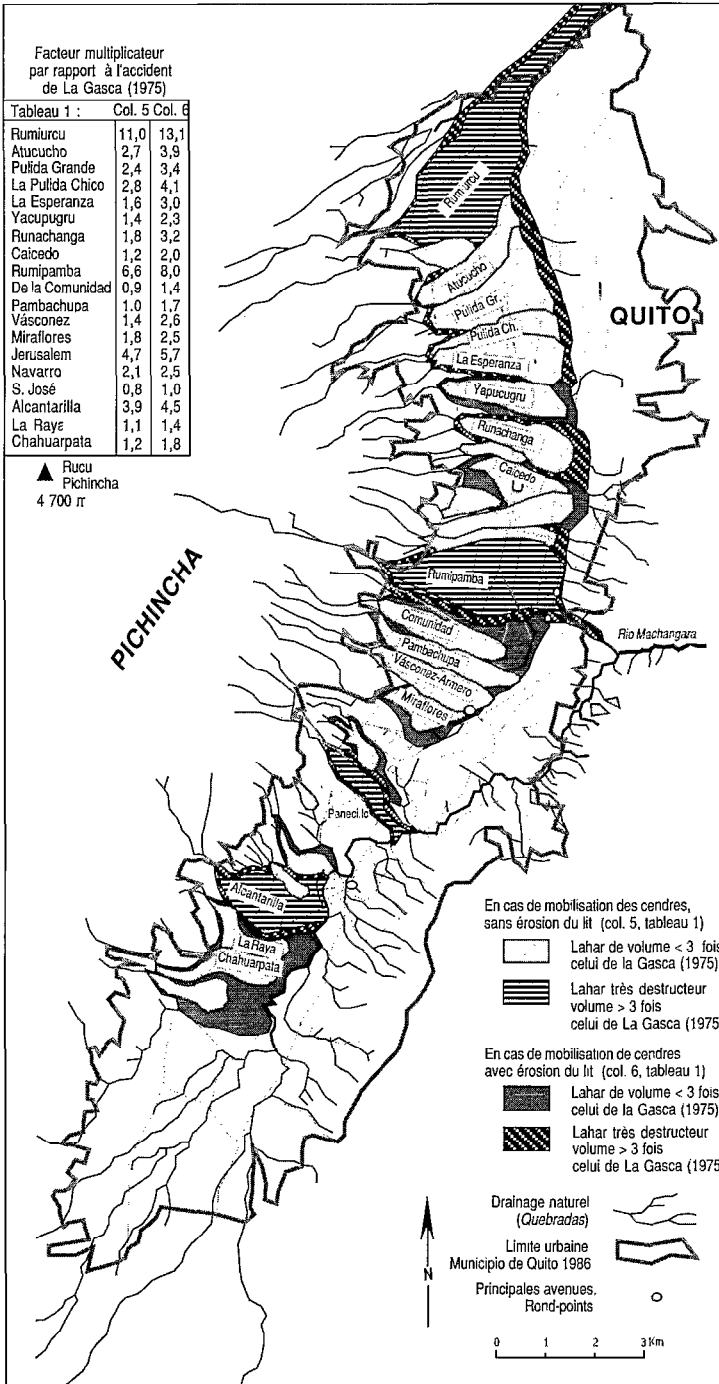 Facteur multiplicateur
par rapport à l'accident
de La Gasca (1975)
Tableau 1 : Col. 5 Col. 6
Rumiurcu 11,0 13,1
Atucucho 2,7 3,9
Pulida Grande 2,4 3,4
La Pulida Chico 2,8 4,1
La Esperanza 1,6 3,0
Yacupugru 1,4 2,3
Runachanga 1,8 3,2
Caicedo 1,2 2,0
Rumipamba 6,6 8,0
De la Comunidad 0,9 1,4
Pambachupa 1.0 1,7
Vásconez 1,4 2,6
Miraflores 1,8 2,5
Jerusalem 4,7 5,7
Navarro 2,1 2,5
S. José 0,8 1,0
Alcantarilla 3,9 4,5
La Raya 1,1 1,4
Chahuarpata 1,2 1,8
Rucu
Pichincha
4 700 m
PICHINCHA
QUITO
Rumiurcu
Atucucho
Pulida Gr.
Pulida Ch.
La Esperanza
Yapucugru
Runachanga
Caicedo
Rumipamba
Comunidad
Pambachupa
Vásconez-Armero
Miraflores
Rio Machangara
Panecillo
Alcantarilla
La Raya
Chahuarpata
En cas de mobilisation des cendres,
sans érosion du lit (col. 5, tableau 1)
Lahar de volume < 3 fois
celui de la Gasca (1975)
Lahar très destructeur
volume > 3 fois
celui de La Gasca (1975
En cas de mobilisation de cendres
avec érosion du lit (col. 6, tableau 1)
Lahar de volume < 3 fois
celui de la Gasca (1975)
Lahar très destructeur
volume > 3 fois
celui de La Gasca (1975
Drainage naturel
(Quebradas)
Limite urbaine
Municipio de Quito 1986
Principales avenues.
Rond-points
N
0 1 2 3 Km